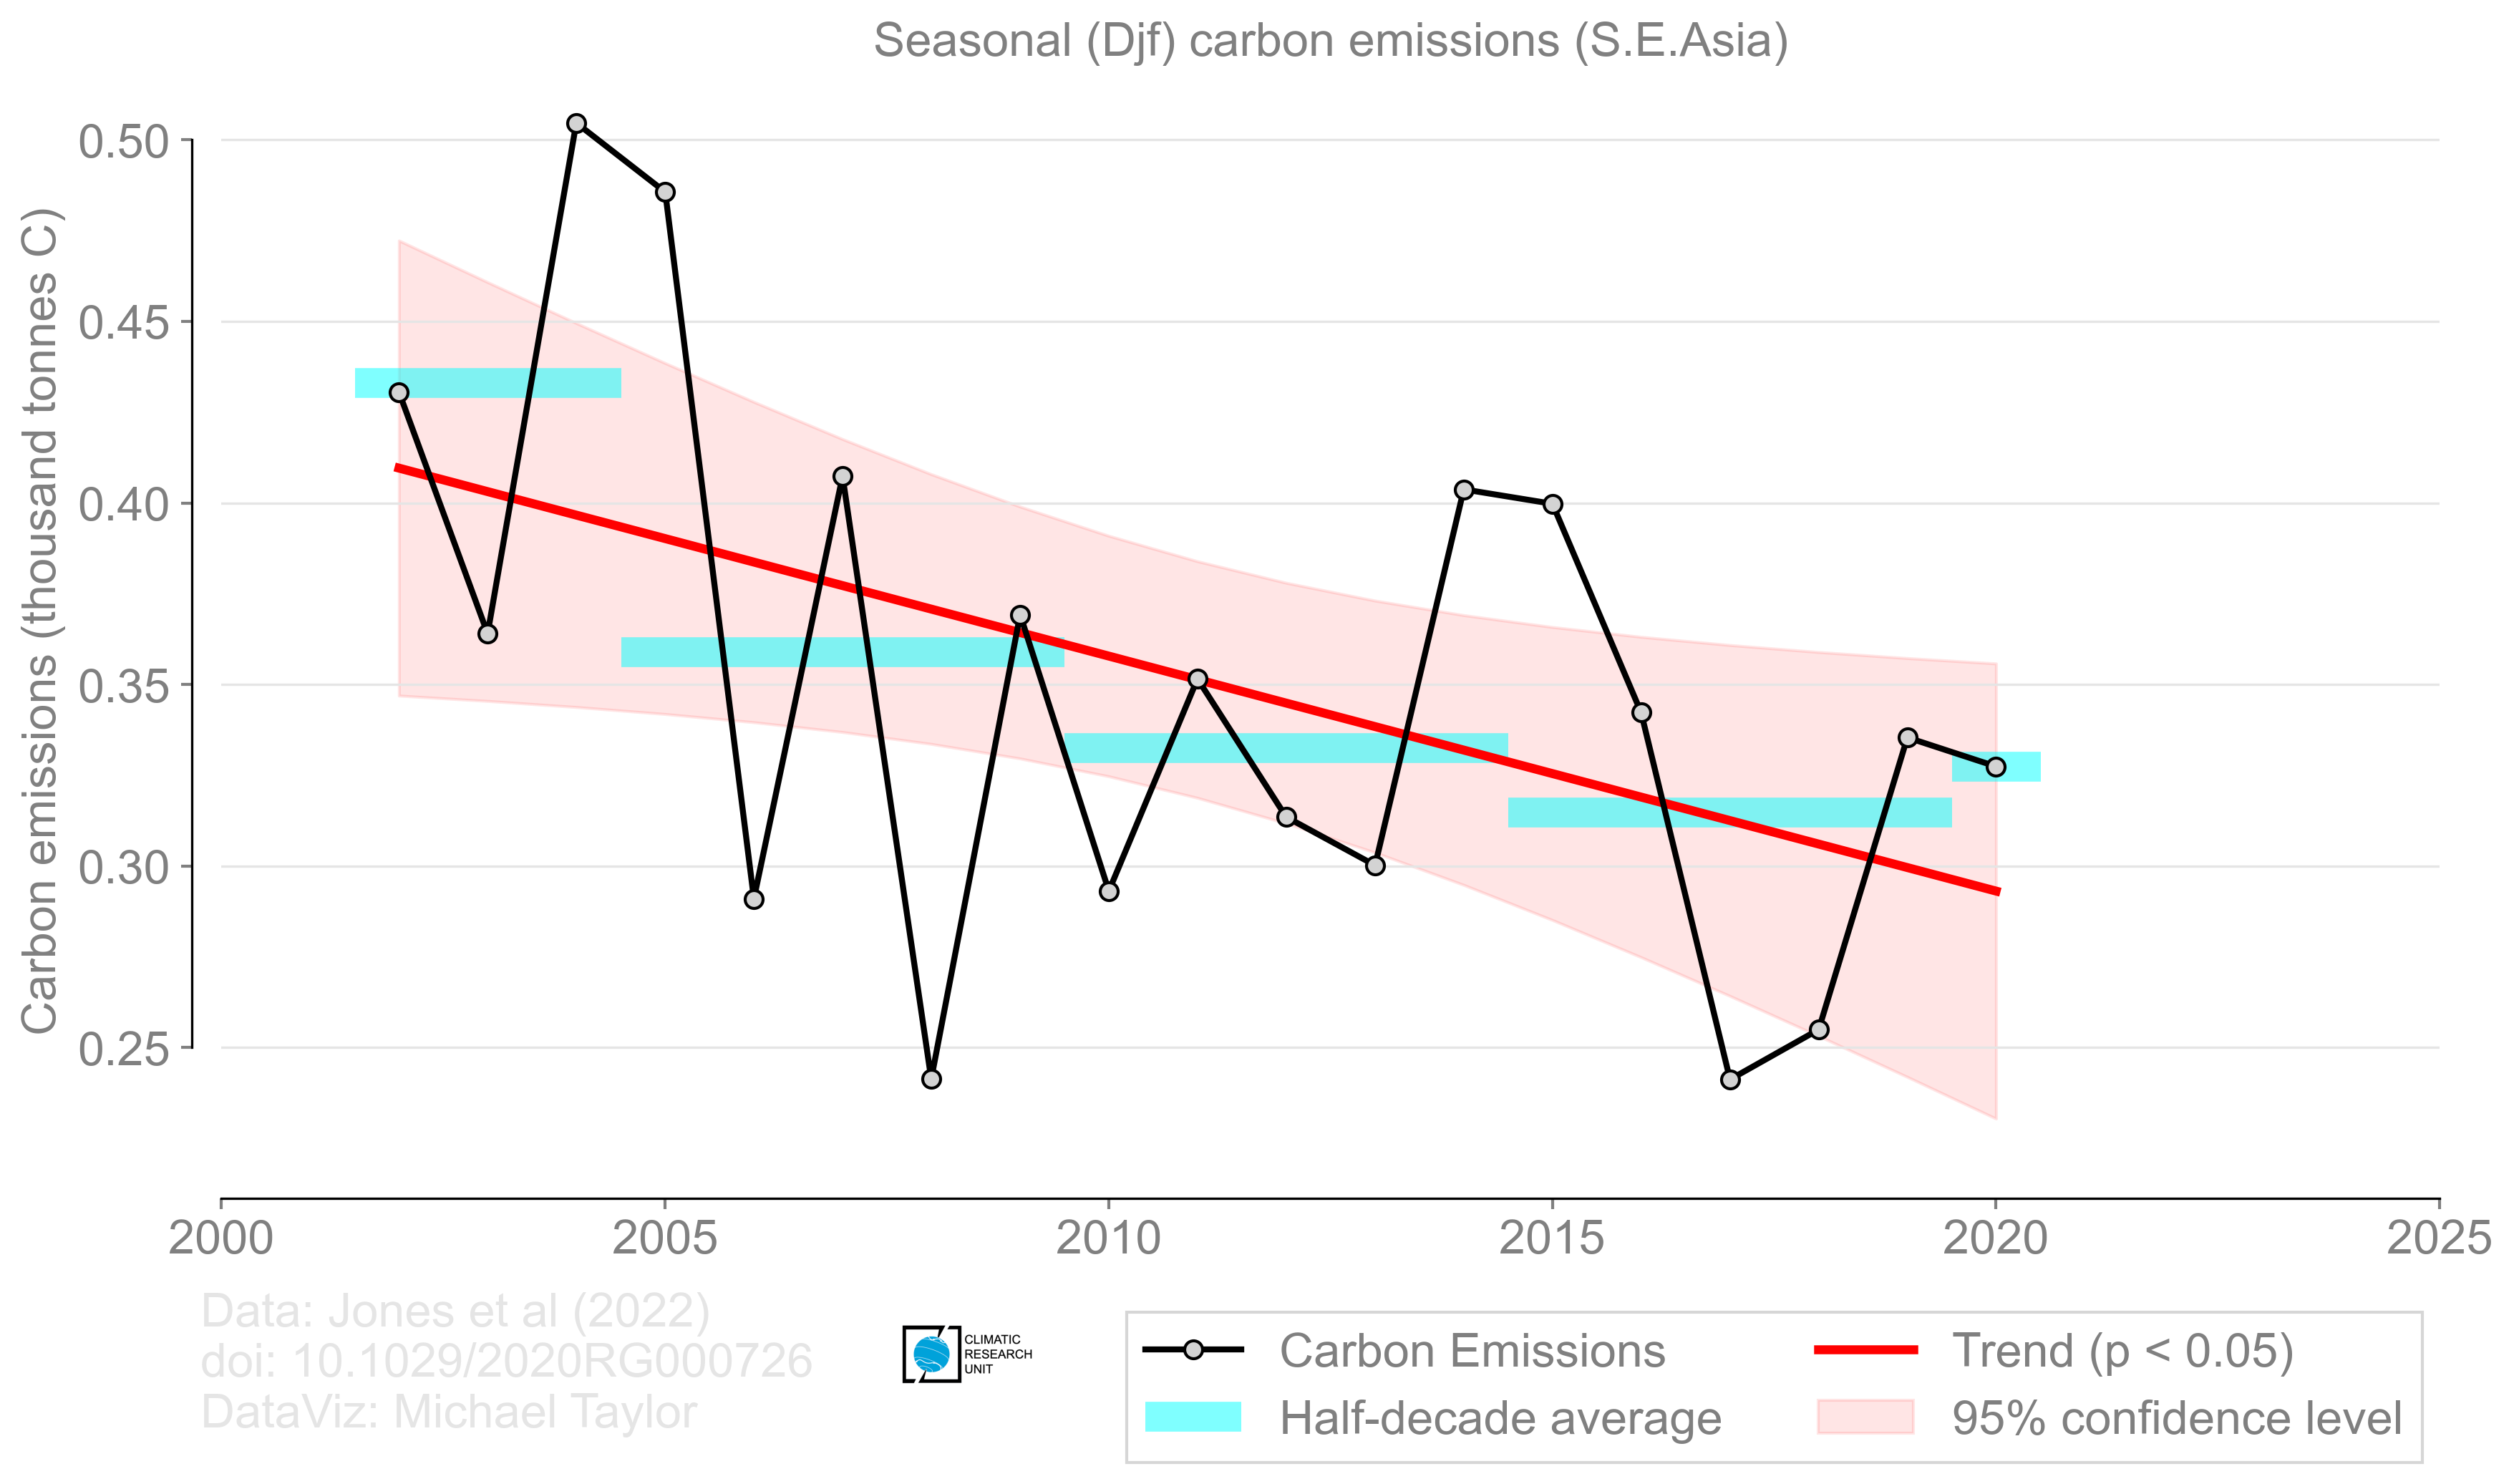 Seasonal (Djf) carbon emissions (S.E.Asia)
Carbon emissions (thousand tonnes C)
0.50
0.45
0.40
0.35
0.30
0.25
2000 2005 2010 2015 2020 2025
Data: Jones et al (2022)
doi: 10.1029/2020RG000726
DataViz: Michael Taylor
CLIMATIC
RESEARCH
UNIT
Carbon Emissions
Half-decade average
Trend (p < 0.05)
95% confidence level